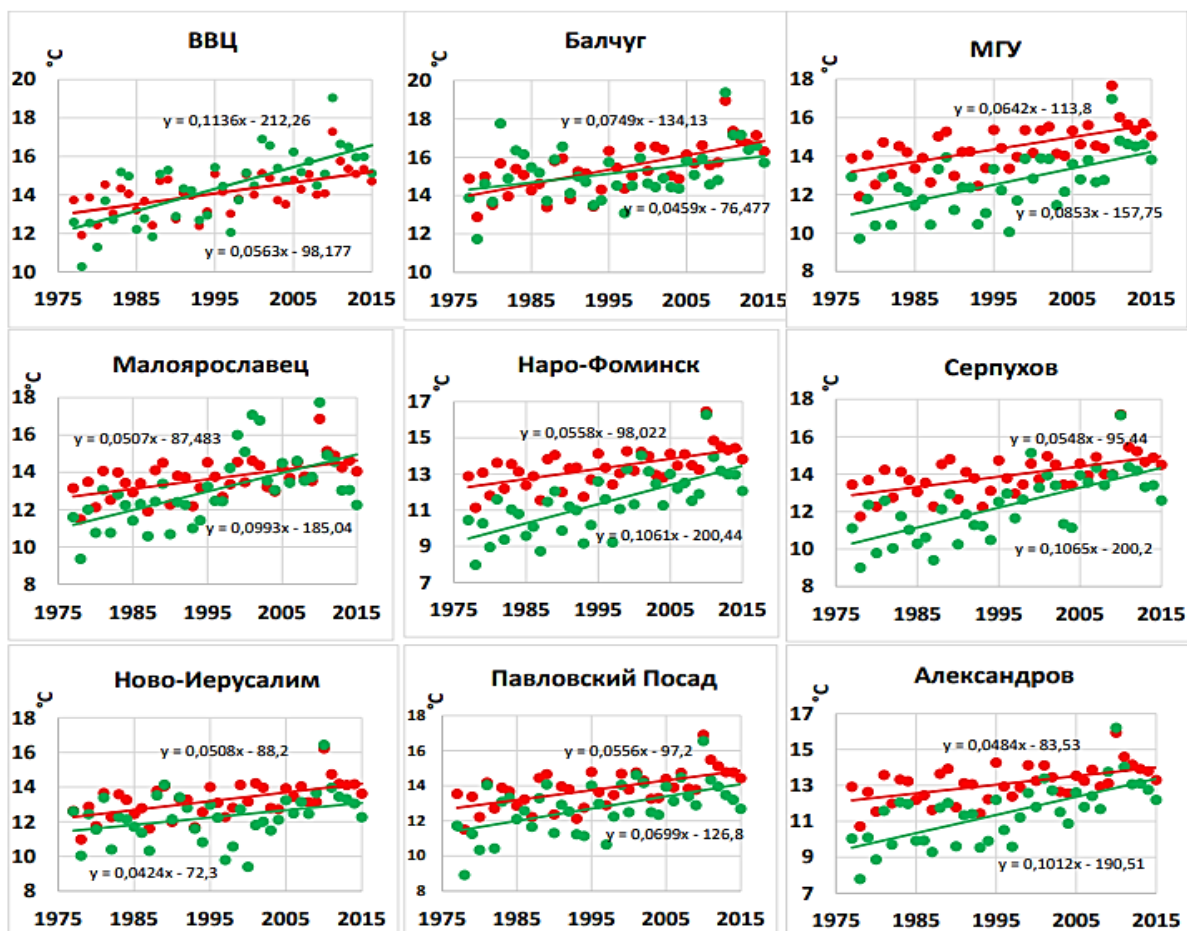 ВВЦ
°C
20
18
16
14
12
10
y = 0,1136x - 212,26
y = 0,0563x - 98,177
1975 1985 1995 2005 2015
Балчуг
°C
20
18
16
14
12
10
y = 0,0749x - 134,13
y = 0,0459x - 76,477
1975 1985 1995 2005 2015
МГУ
°C
18
16
14
12
10
8
y = 0,0642x - 113,8
y = 0,0853x - 157,75
1975 1985 1995 2005 2015
Малоярославец
°C
18
16
14
12
10
8
y = 0,0507x - 87,483
y = 0,0993x - 185,04
1975 1985 1995 2005 2015
Наро-Фоминск
°C
17
15
13
11
9
7
y = 0,0558x - 98,022
y = 0,1061x - 200,44
1975 1985 1995 2005 2015
Серпухов
°C
18
16
14
12
10
8
y = 0,0548x - 95,44
y = 0,1065x - 200,2
1975 1985 1995 2005 2015
Ново-Иерусалим
°C
18
16
14
12
10
8
y = 0,0508x - 88,2
y = 0,0424x - 72,3
1975 1985 1995 2005 2015
Павловский Посад
°C
18
16
14
12
10
8
y = 0,0556x - 97,2
y = 0,0699x - 126,8
1975 1985 1995 2005 2015
Александров
°C
17
15
13
11
9
7
y = 0,0484x - 83,53
y = 0,1012x - 190,51
1975 1985 1995 2005 2015